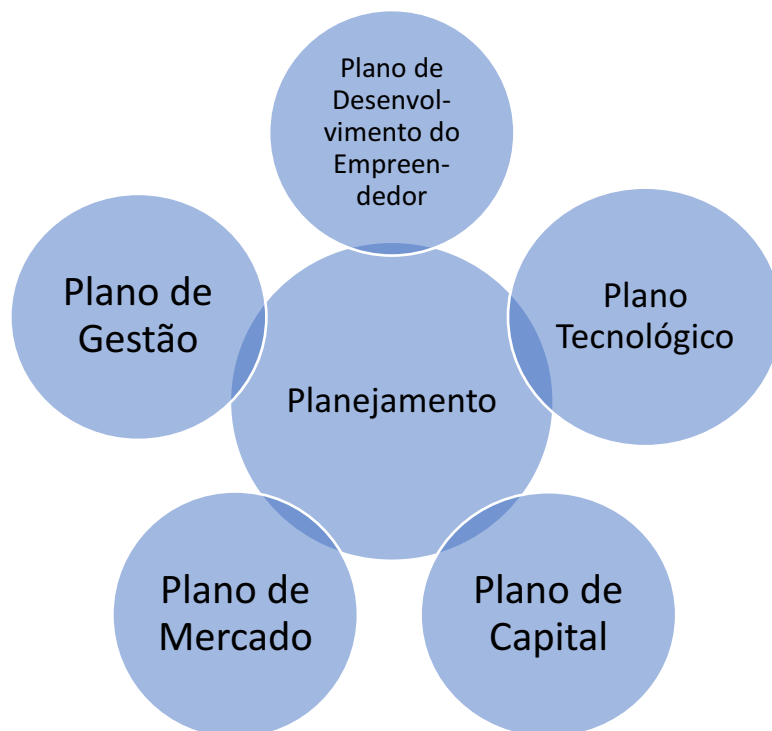 Plano de
Desenvol-
vimento do
Empreen-
dedor
Plano de
Gestão
Plano
Tecnológico
Planejamento
Plano de
Mercado
Plano de
Capital